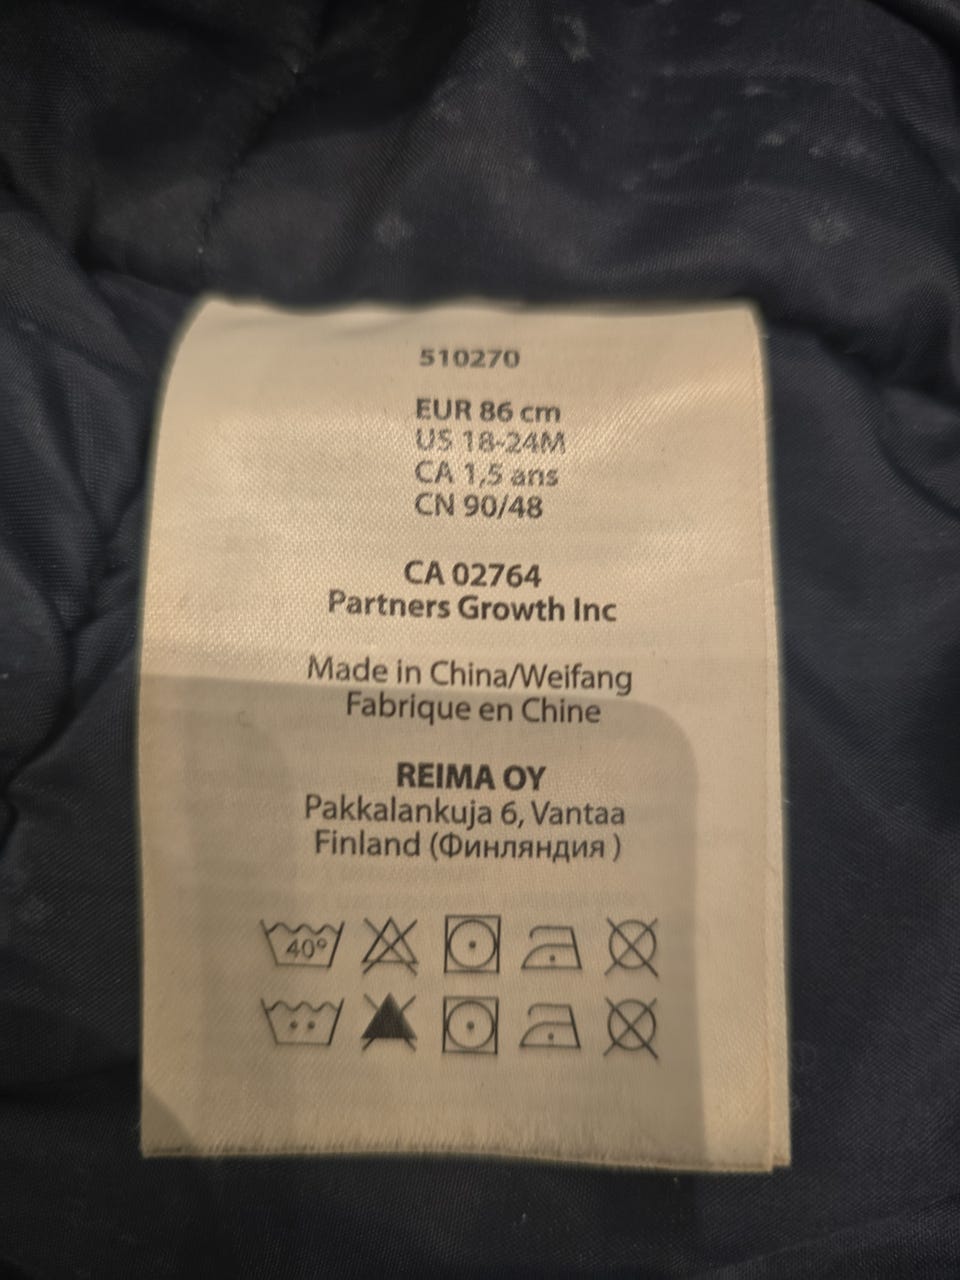 510270
EUR 86 cm
US 18-24M
CA 1,5 ans
CN 90/48
CA 02764
Partners Growth Inc
Made in China/Weifang
Fabrique en Chine
REIMA OY
Pakkalankuja 6, Vantaa
Finland (Финляндия )
40°